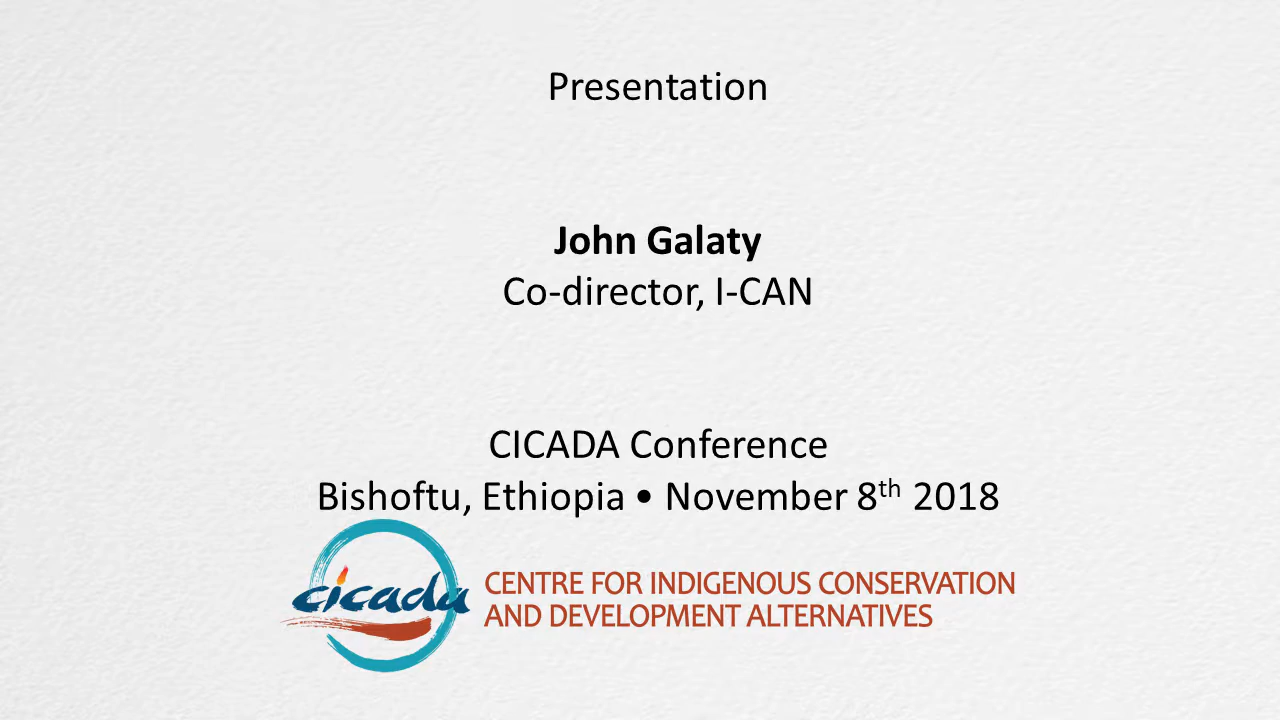 Presentation
John Galaty
Co-director, I-CAN
CICADA Conference
Bishoftu, Ethiopia • November 8th 2018
cicada
CENTRE FOR INDIGENOUS CONSERVATION
AND DEVELOPMENT ALTERNATIVES